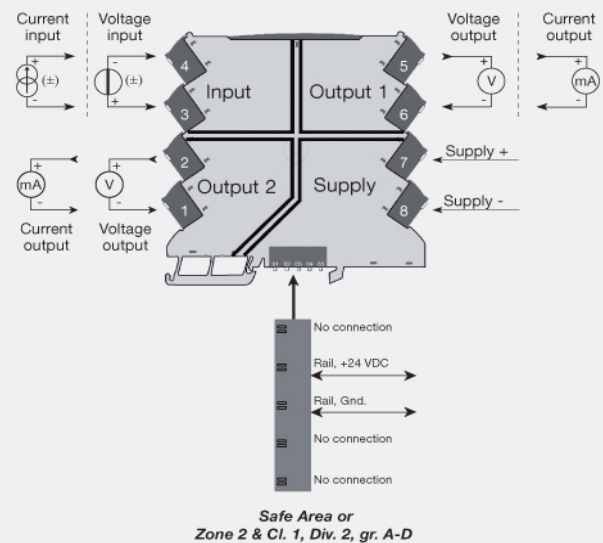 Current input
Voltage input
Voltage output
Current output
+ (±) -
- (±) +
+ V -
+ mA -
4
5
Input
Output 1
3
6
2
7
Supply +
+ mA -
+ V -
Output 2
Supply
1
8
Supply -
Current output
Voltage output
No connection
Rail, +24 VDC
Rail, Gnd.
No connection
No connection
Safe Area or
Zone 2 & Cl. 1, Div. 2, gr. A-D